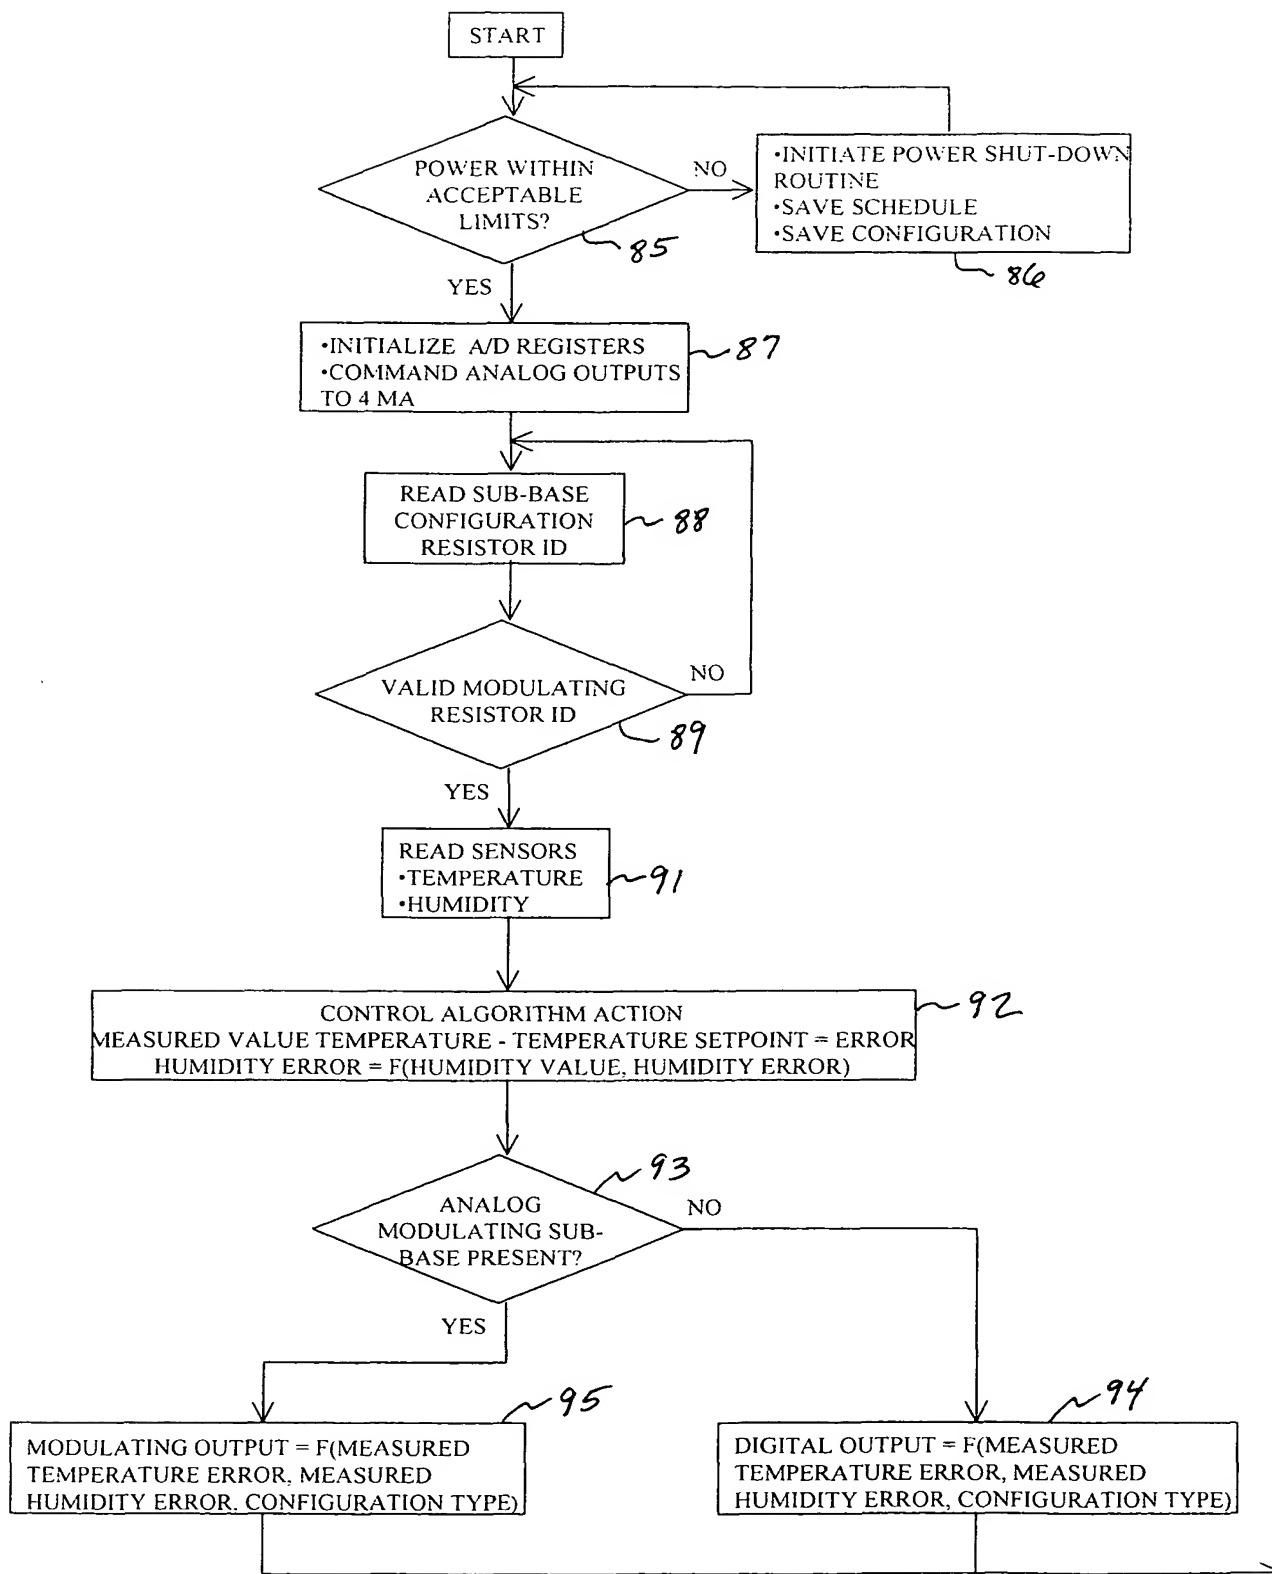 START
POWER WITHIN
ACCEPTABLE
LIMITS?
85
NO
•INITIATE POWER SHUT-DOWN
ROUTINE
•SAVE SCHEDULE
•SAVE CONFIGURATION
86
YES
•INITIALIZE A/D REGISTERS
•COMMAND ANALOG OUTPUTS
TO 4 MA
87
READ SUB-BASE
CONFIGURATION
RESISTOR ID
88
VALID MODULATING
RESISTOR ID
89
NO
YES
READ SENSORS
•TEMPERATURE
•HUMIDITY
91
CONTROL ALGORITHM ACTION
MEASURED VALUE TEMPERATURE - TEMPERATURE SETPOINT = ERROR
HUMIDITY ERROR = F(HUMIDITY VALUE, HUMIDITY ERROR)
92
93
ANALOG
MODULATING SUB-
BASE PRESENT?
NO
YES
95
MODULATING OUTPUT = F(MEASURED
TEMPERATURE ERROR, MEASURED
HUMIDITY ERROR, CONFIGURATION TYPE)
94
DIGITAL OUTPUT = F(MEASURED
TEMPERATURE ERROR, MEASURED
HUMIDITY ERROR, CONFIGURATION TYPE)